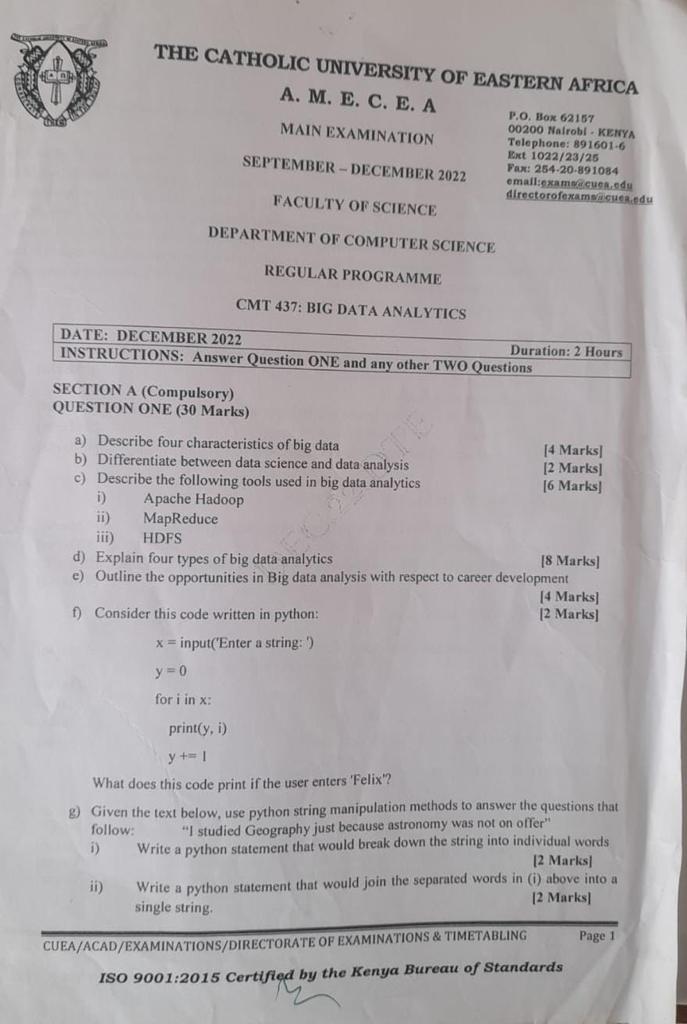 THE CATHOLIC UNIVERSITY OF EASTERN AFRICA
A. M. E. C. E. A
MAIN EXAMINATION
P.O. Box 62157
00200 Nairobi - KENYA
Telephone: 891601-6
Ext 1022/23/25
Fax: 254-20-891084
email:exams@cuea.edu
directorofexams@cuea.edu
SEPTEMBER – DECEMBER 2022
FACULTY OF SCIENCE
DEPARTMENT OF COMPUTER SCIENCE
REGULAR PROGRAMME
CMT 437: BIG DATA ANALYTICS
DATE: DECEMBER 2022 Duration: 2 Hours
INSTRUCTIONS: Answer Question ONE and any other TWO Questions
SECTION A (Compulsory)
QUESTION ONE (30 Marks)
a) Describe four characteristics of big data [4 Marks]
b) Differentiate between data science and data analysis [2 Marks]
c) Describe the following tools used in big data analytics [6 Marks]
i) Apache Hadoop
ii) MapReduce
iii) HDFS
d) Explain four types of big data analytics [8 Marks]
e) Outline the opportunities in Big data analysis with respect to career development
[4 Marks]
f) Consider this code written in python: [2 Marks]
x = input('Enter a string: ')
y = 0
for i in x:
print(y, i)
y += 1
What does this code print if the user enters 'Felix'?
g) Given the text below, use python string manipulation methods to answer the questions that
follow: "I studied Geography just because astronomy was not on offer"
i) Write a python statement that would break down the string into individual words
[2 Marks]
ii) Write a python statement that would join the separated words in (i) above into a
single string. [2 Marks]
CUEA/ACAD/EXAMINATIONS/DIRECTORATE OF EXAMINATIONS & TIMETABLING Page 1
ISO 9001:2015 Certified by the Kenya Bureau of Standards